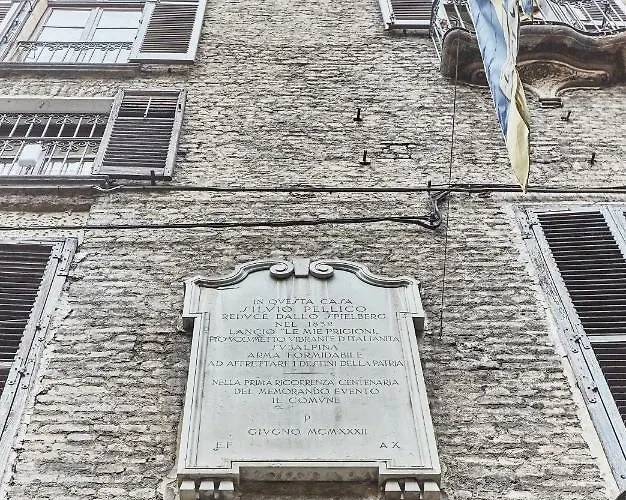 IN QUESTA CASA
SILVIO PELLICO
REDUCE DALLO SPIELBERG
NEL 1832
LANCIÒ "LE MIE PRIGIONI,
VIBRANTE D'ITALIANITÀ
SUBALPINA
ARMA FORMIDABILE
AD AFFRETTARE I DESTINI DELLA PATRIA
NELLA PRIMA RICORRENZA CENTENARIA
DEL MEMORANDO EVENTO
IL COMUNE
P
GIUGNO MCMXXXII
E F A X